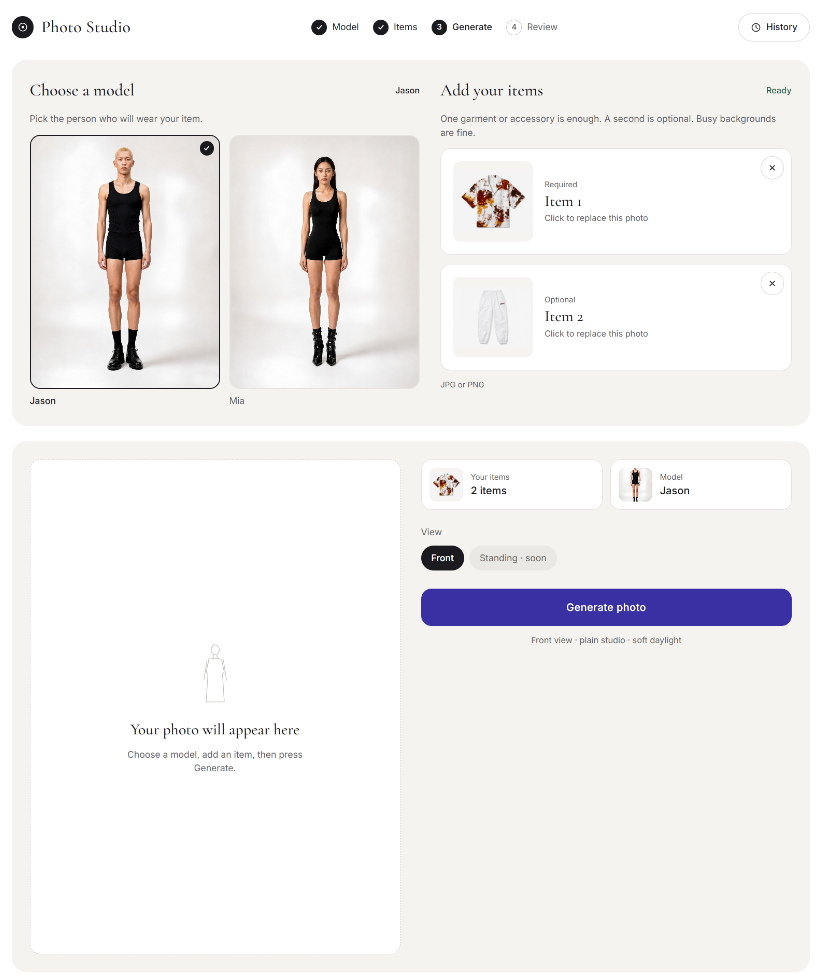 Photo Studio
Model
Items
3 Generate
4 Review
History
Choose a model
Jason
Pick the person who will wear your item.
Jason
Mia
Add your items
Ready
One garment or accessory is enough. A second is optional. Busy backgrounds
are fine.
Required
Item 1
Click to replace this photo
Optional
Item 2
Click to replace this photo
JPG or PNG
Your photo will appear here
Choose a model, add an item, then press
Generate.
Your items
2 items
Model
Jason
View
Front
Standing · soon
Generate photo
Front view · plain studio · soft daylight